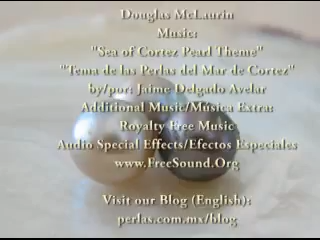 Douglas McLaurin
Music:
"Sea of Cortez Pearl Theme"
"Tema de las Perlas del Mar de Cortez"
by/por: Jaime Delgado Avelar
Additional Music/Música Extra:
Royalty Free Music
Audio Special Effects/Efectos Especiales
www.FreeSound.Org
Visit our Blog (English):
perlas.com.mx/blog